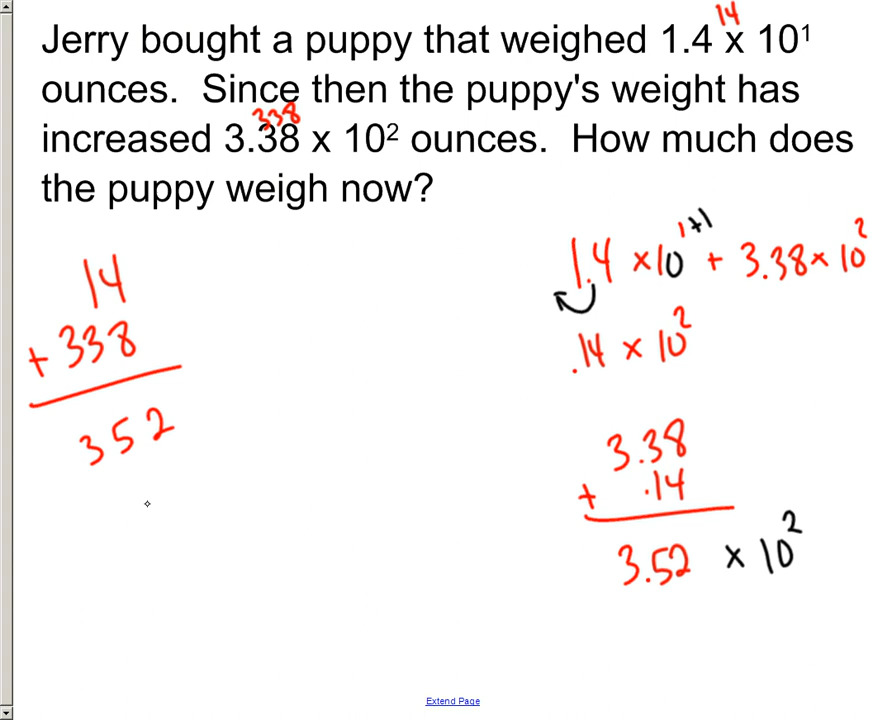 14
Jerry bought a puppy that weighed 1.4 x 10¹
ounces. Since then the puppy's weight has
338
increased 3.38 x 10² ounces. How much does
the puppy weigh now?
14
+ 338
352
1.4 × 10¹⁺¹ + 3.38 × 10²
.14 × 10²
3.38
+ .14
3.52 × 10²
Extend Page